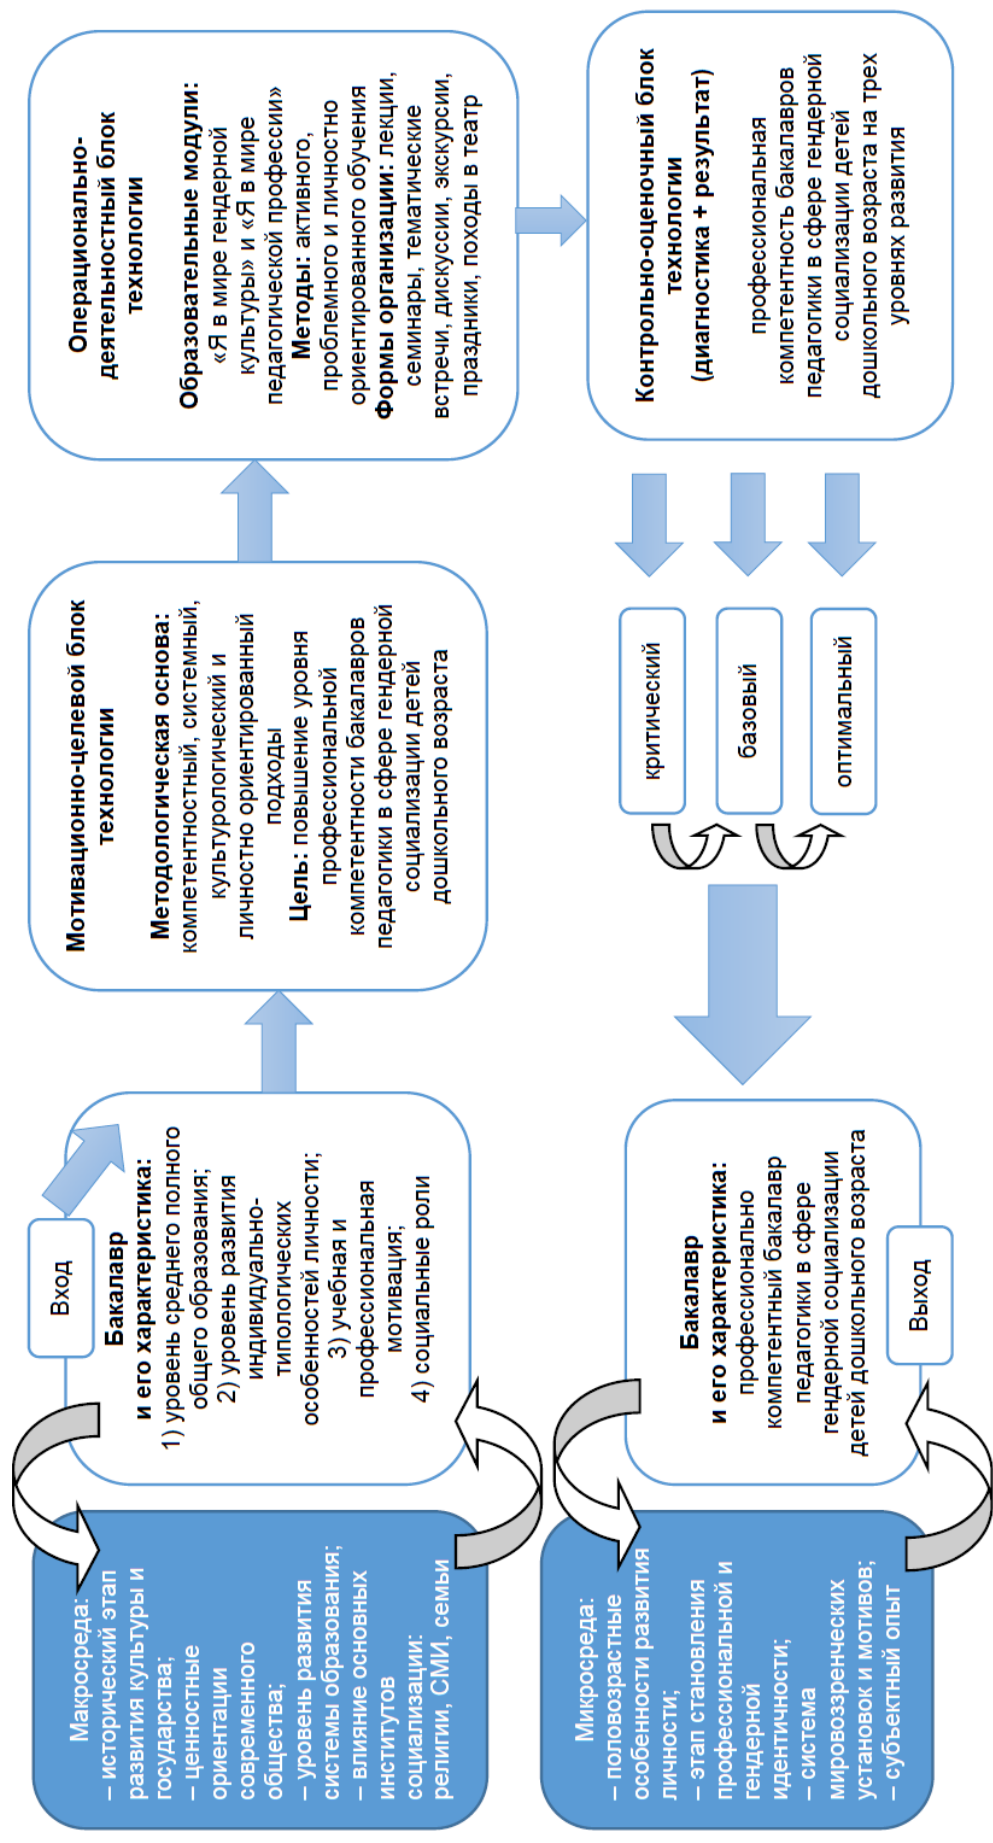 Макросреда:
– исторический этап
развития культуры и
государства;
– ценностные
ориентации
современного
общества;
– уровень развития
системы образования;
– влияние основных
институтов
социализации:
религии, СМИ, семьи
Вход
Бакалавр
и его характеристика:
1) уровень среднего полного
общего образования;
2) уровень развития
индивидуально-
типологических
особенностей личности;
3) учебная и
профессиональная
мотивация;
4) социальные роли
Мотивационно-целевой блок
технологии
Методологическая основа:
компетентностный, системный,
культурологический и
личностно ориентированный
подходы
Цель: повышение уровня
профессиональной
компетентности бакалавров
педагогики в сфере гендерной
социализации детей
дошкольного возраста
Операционально-
деятельностный блок
технологии
Образовательные модули:
«Я в мире гендерной
культуры» и «Я в мире
педагогической профессии»
Методы: активного,
проблемного и личностно
ориентированного обучения
Формы организации: лекции,
семинары, тематические
встречи, дискуссии, экскурсии,
праздники, походы в театр
Микросреда:
– половозрастные
особенности развития
личности;
– этап становления
профессиональной и
гендерной
идентичности;
– система
мировоззренческих
установок и мотивов;
– субъектный опыт
Бакалавр
и его характеристика:
профессионально
компетентный бакалавр
педагогики в сфере
гендерной социализации
детей дошкольного возраста
Выход
критический
базовый
оптимальный
Контрольно-оценочный блок
технологии
(диагностика + результат)
профессиональная
компетентность бакалавров
педагогики в сфере гендерной
социализации детей
дошкольного возраста на трех
уровнях развития